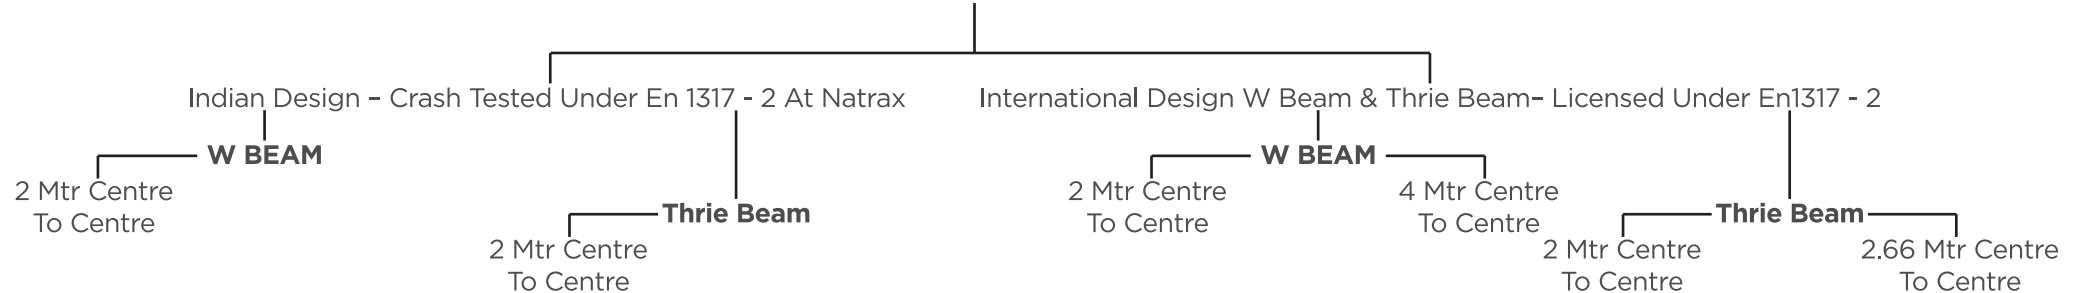 Indian Design – Crash Tested Under En 1317 - 2 At Natrax
International Design W Beam & Thrie Beam– Licensed Under En1317 - 2
W BEAM
2 Mtr Centre
To Centre
Thrie Beam
2 Mtr Centre
To Centre
W BEAM
2 Mtr Centre
To Centre
4 Mtr Centre
To Centre
Thrie Beam
2 Mtr Centre
To Centre
2.66 Mtr Centre
To Centre